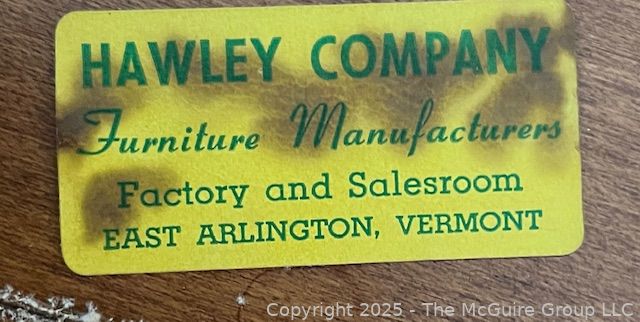 HAWLEY COMPANY
Furniture Manufacturers
Factory and Salesroom
EAST ARLINGTON, VERMONT
Copyright 2025 - The McGuire Group LLC